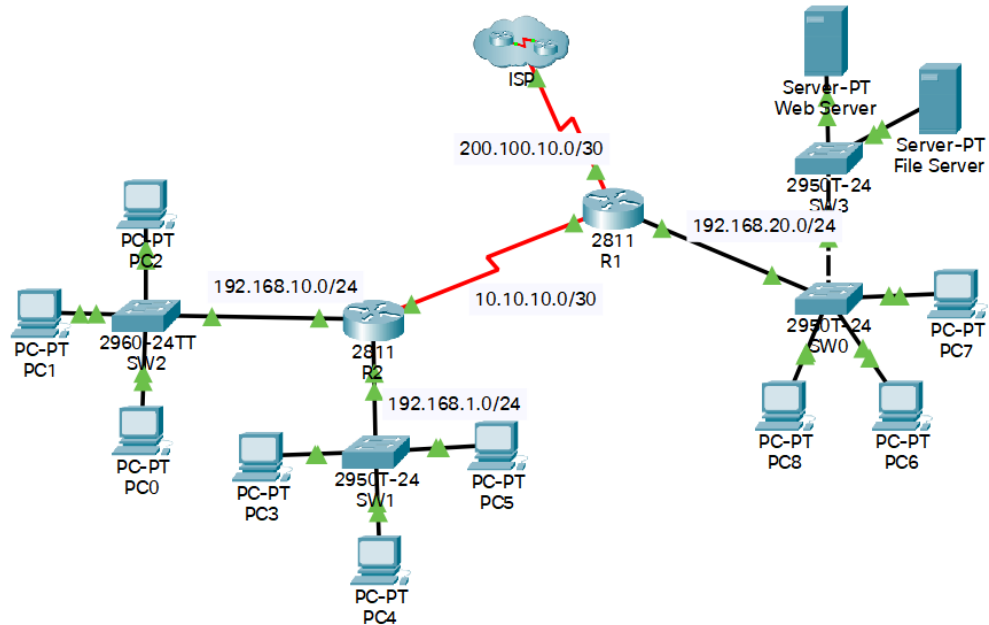 ISP
200.100.10.0/30
Server-PT
Web Server
Server-PT
File Server
2950T-24
SW3
2811
R1
192.168.20.0/24
PC-PT
PC2
192.168.10.0/24
10.10.10.0/30
2950T-24
SW0
PC-PT
PC7
PC-PT
PC1
2960-24TT
SW2
2811
R2
192.168.1.0/24
PC-PT
PC8
PC-PT
PC6
PC-PT
PC0
PC-PT
PC3
2950T-24
SW1
PC-PT
PC5
PC-PT
PC4